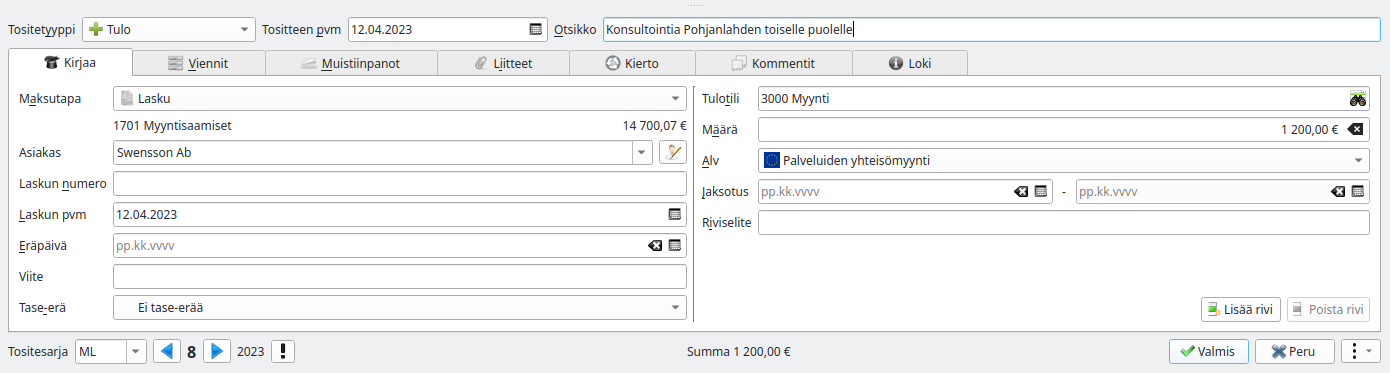 Tositetyyppi Tulo Tositteen pvm 12.04.2023 Otsikko Konsultointia Pohjanlahden toiselle puolelle
Kirjaa Viennit Muistiinpanot Liitteet Kierto Kommentit Loki
Maksutapa Lasku
1701 Myyntisaamiset 14 700,07 €
Asiakas Swensson Ab
Laskun numero
Laskun pvm 12.04.2023
Eräpäivä pp.kk.vvvv
Viite
Tase-erä Ei tase-erää
Tulotili 3000 Myynti
Määrä 1 200,00 €
Alv Palveluiden yhteisömyynti
Jaksotus pp.kk.vvvv - pp.kk.vvvv
Riviselite
Lisää rivi Poista rivi
Tositesarja ML 8 2023 Summa 1 200,00 € Valmis Peru